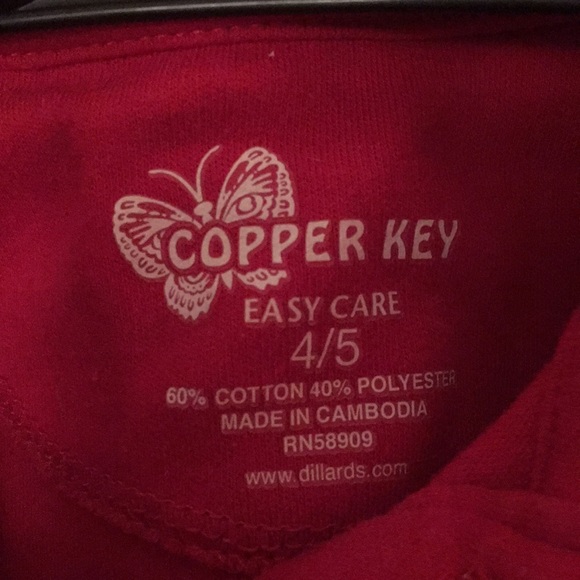 COPPER KEY
EASY CARE
4/5
60% COTTON 40% POLYESTER
MADE IN CAMBODIA
RN58909
www.dillards.com